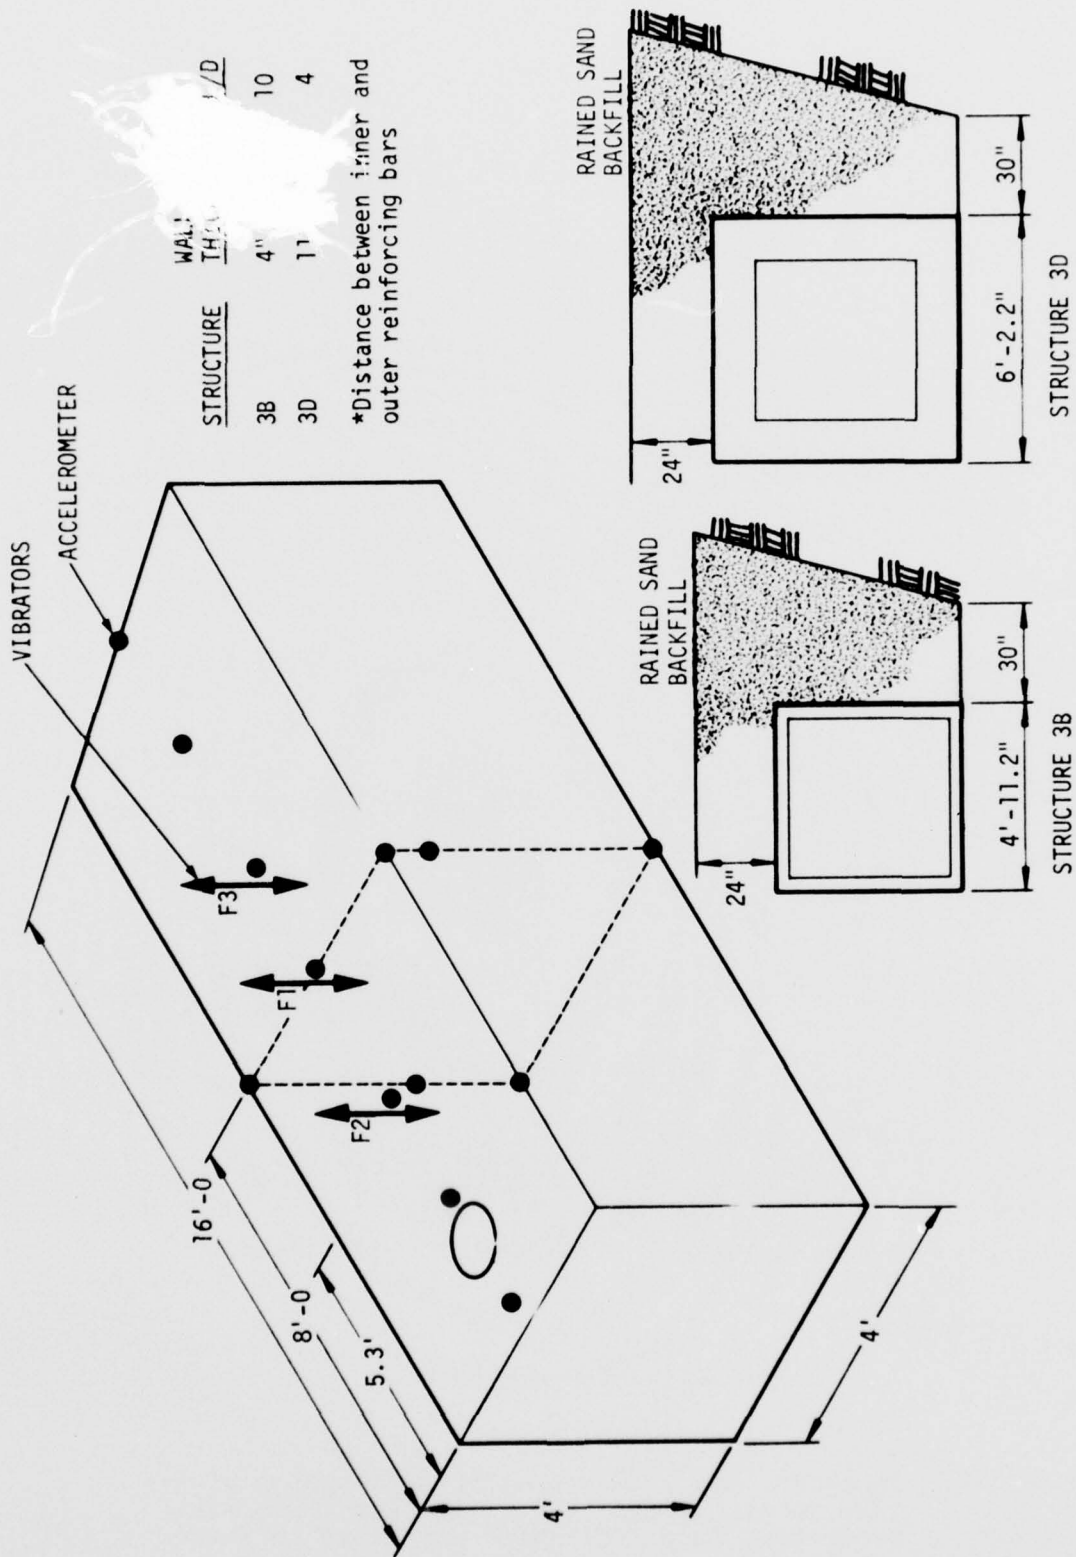 VIBRATORS
ACCELEROMETER
F3
F1
F2
16'-0
8'-0
5.3'
4'
4'
STRUCTURE
3B 4" 10
3D 11 4
*Distance between inner and
outer reinforcing bars
RAINED SAND
BACKFILL
24"
4'-11.2"
30"
STRUCTURE 3B
RAINED SAND
BACKFILL
24"
6'-2.2"
30"
STRUCTURE 3D